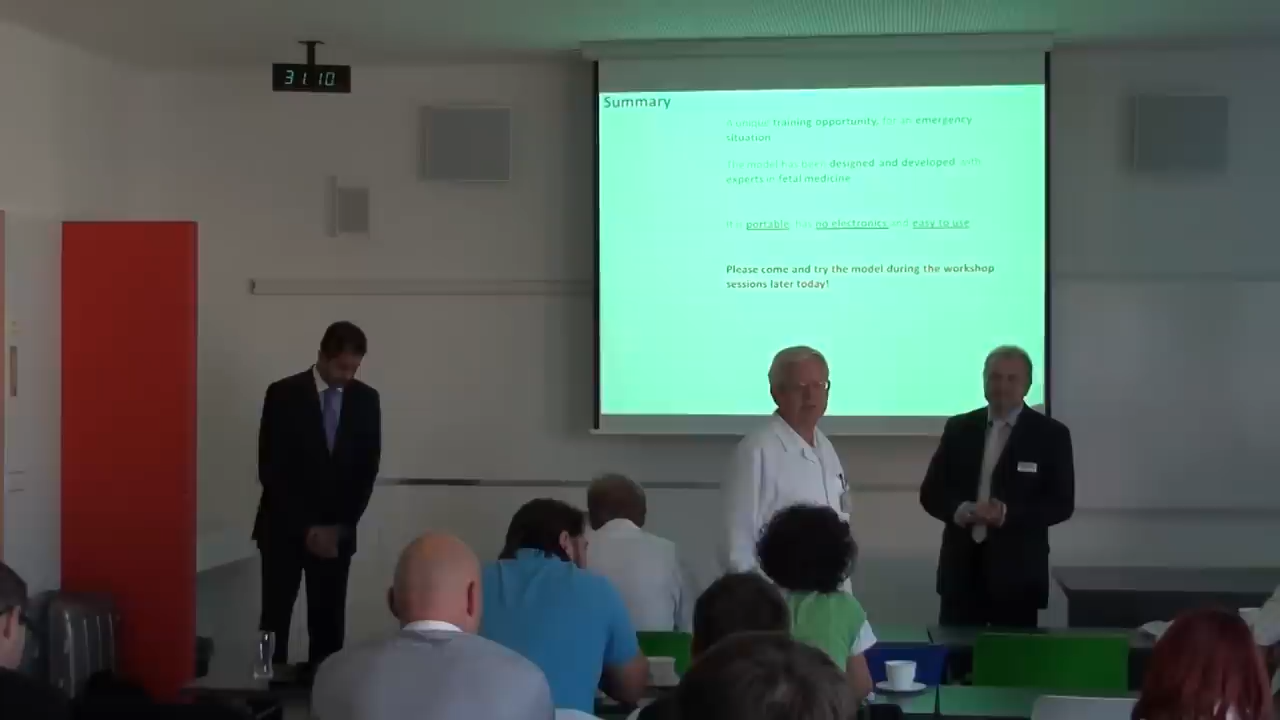 31.10
Summary
A unique training opportunity, for an emergency
situation
The model has been designed and developed with
experts in fetal medicine
It is portable, has no electronics and easy to use
Please come and try the model during the workshop
sessions later today!